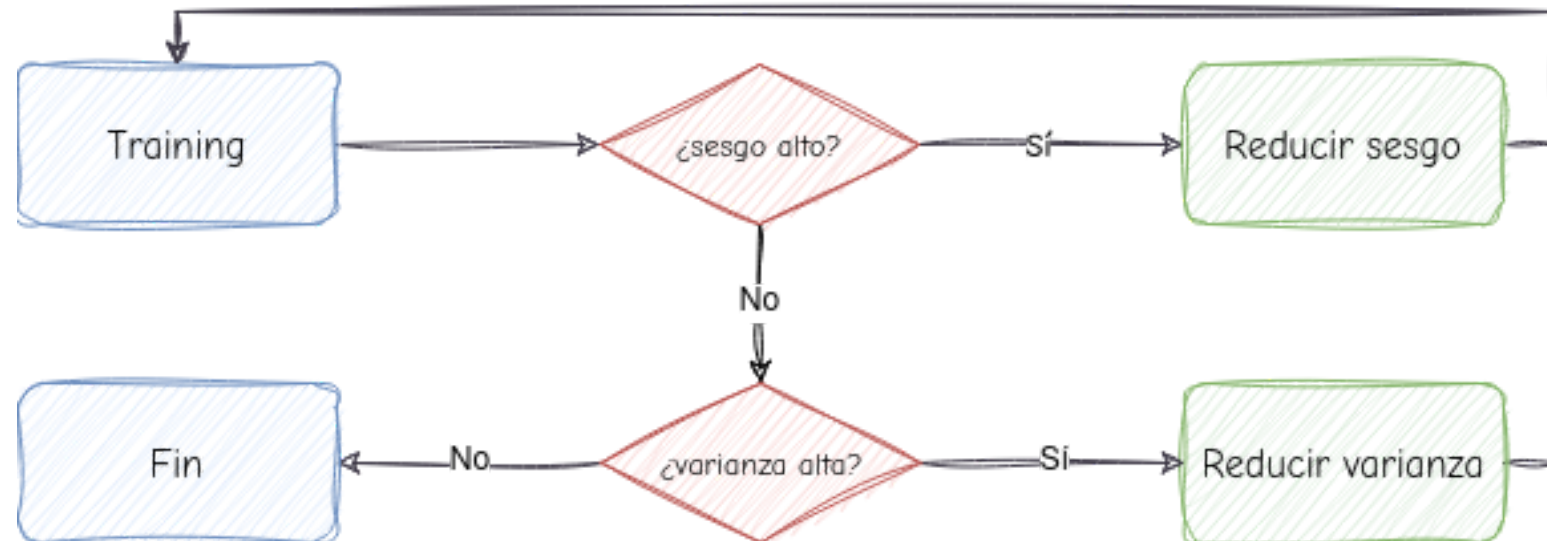 Training
¿sesgo alto?
Sí
Reducir sesgo
No
Fin
No
¿varianza alta?
Sí
Reducir varianza